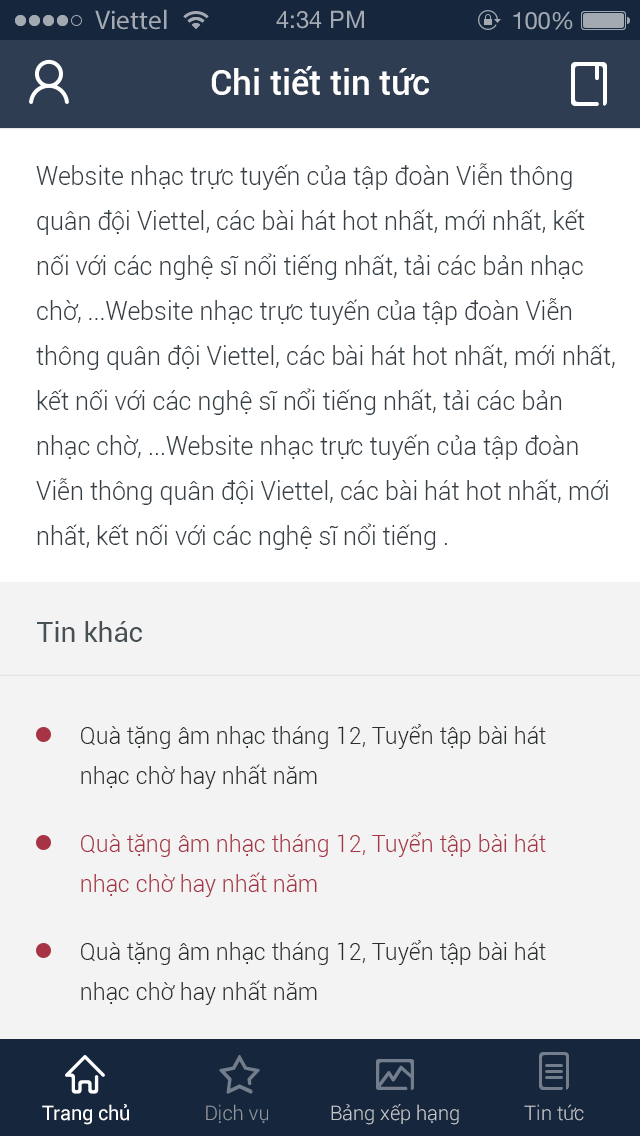 Viettel 4:34 PM 100%
Chi tiết tin tức
Website nhạc trực tuyến của tập đoàn Viễn thông
quân đội Viettel, các bài hát hot nhất, mới nhất, kết
nối với các nghệ sĩ nổi tiếng nhất, tải các bản nhạc
chờ, ...Website nhạc trực tuyến của tập đoàn Viễn
thông quân đội Viettel, các bài hát hot nhất, mới nhất,
kết nối với các nghệ sĩ nổi tiếng nhất, tải các bản
nhạc chờ, ...Website nhạc trực tuyến của tập đoàn
Viễn thông quân đội Viettel, các bài hát hot nhất, mới
nhất, kết nối với các nghệ sĩ nổi tiếng .
Tin khác
Quà tặng âm nhạc tháng 12, Tuyển tập bài hát
nhạc chờ hay nhất năm
Quà tặng âm nhạc tháng 12, Tuyển tập bài hát
nhạc chờ hay nhất năm
Quà tặng âm nhạc tháng 12, Tuyển tập bài hát
nhạc chờ hay nhất năm
Trang chủ Dịch vụ Bảng xếp hạng Tin tức